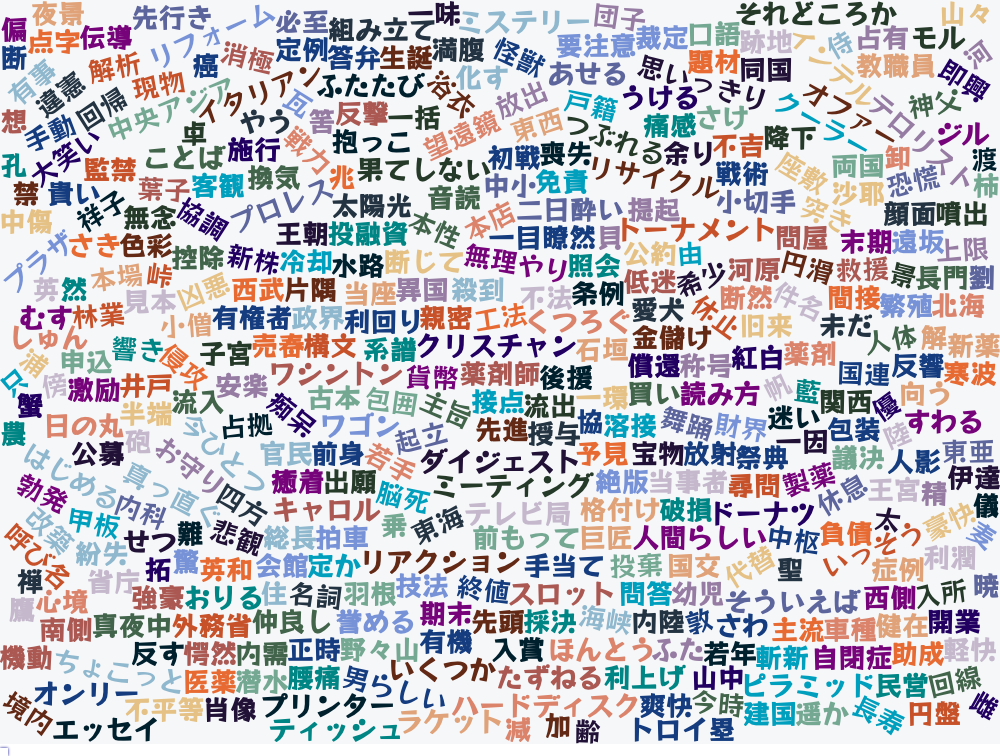 夜景 先行き リフォーム 必至 組み立て 一味 ミステリー 団子 それどころか 山々
偏 点字 伝導 消極 定例 答弁 生誕 満腹 怪獣 要注意 裁定 口語 跡地 侍 占有 モル 河
断 有事 解析 癌 イタリアン ふたたび 化す あせる 思いっきり 題材 同国 インテル 教職員 即興
違憲 回帰 現物 中央アジア 瓦 浴衣 放出 戸籍 うける クーラー オファー テロリスト 神父
想 手動 大笑い 卓 やう 戦力 筈 反撃 一括 望遠鏡 東西 つぶれる 痛感 さけ 降下 ジル
孔 監禁 ことば 施行 抱っこ 果てしない 初戦 喪失 余り 不吉 両国 卸 渡
禁 貴い 葉子 客観 換気 兆 音読 中小 免責 リサイクル 戦術 座敷 沙耶 恐慌 柿
中傷 祥子 無念 協調 プロレス 太陽光 本性 本店 二日酔い 提起 小切手 突き 顔面 噴出
プラザ さき 色彩 控除 王朝 投融資 一目瞭然 貝 トーナメント 問屋 末期 遠坂 上限
英 然 本場 峠 新株 冷却 水路 断じて 無理やり 照会 公約 由 河原 円滑 救援 景 長門 劉
見本 凶悪 西武 片隅 当座 異国 殺到 不法 条例 低迷 希ッ 断然 件名 間接 繁殖 北海
むす 林業 小僧 有権者 政界 利回り 親密 工法 くつろぐ 愛犬 休止 旧来 未だ 人体 解 新薬
しゅん 響き 侵攻 子宮 売春 構文 系譜 クリスチャン 石垣 金儲け
浦 申込 ワシントン 貨幣 薬剤師 後援 償還 称号 紅白 薬剤 国連 反響 寒波
ロ 傍 激励 井戸 安楽 一環 買い 読み方 帆 藍 関西 優 向う
蟹 半端 流入 痴呆 古本 包囲 主旨 接点 流出 迷い すわる
農 日の丸 砲 占拠 ワゴン 起立 先進 授与 協 溶接 舞踊 財界 一因 包装 陸
公募 お守り 今ひとつ 官民 前身 若手 ダイジェスト 予見 宝物 放射 祭典 議決 人影 東亜
はじめる 真っ直ぐ 四方 癒着 出願 脳死 ミーティング 絶版 当事者 尋問 製薬 休息 王宮 精 伊達
勃発 内科 キャロル 乗 東海 テレビ局 格付け 破損 ドーナツ 太 豪快 儀
改築 甲板 せつ 難 悲観 総長 拍車 前もって 巨匠 人間らしい 中枢 負債 いっそう 麦
呼び名 紛失 拓 驚 英和 会館 定か リアクション 手当て 投棄 国交 代替 聖 症例 利潤
禅 省庁 強豪 おりる 住 名詞 羽根 技法 終値 スロット 問答 幼児 そういえば 西側 入所 暁
鷹 心境 南側 真夜中 外務省 仲良し 誉める 期末 先頭 採決 海峡 内陸 敦 さわ 主流 車種 健在 開業
機動 ちょこっと 反す 愕然 内需 正時 野々山 有機 入賞 ほんとう ふた 若年 斬新 自閉症 助成 軽快
オンリー 医薬 潜水 腰痛 男らしい いくつか たずねる 利上げ 山中 ピラミッド 民営 回線
境内 不平等 肖像 プリンター ラケット ハードディスク 爽快 今時 建国 遥か 長寿 円盤 雌
エッセイ ティッシュ 減 加 齢 トロイ 塁